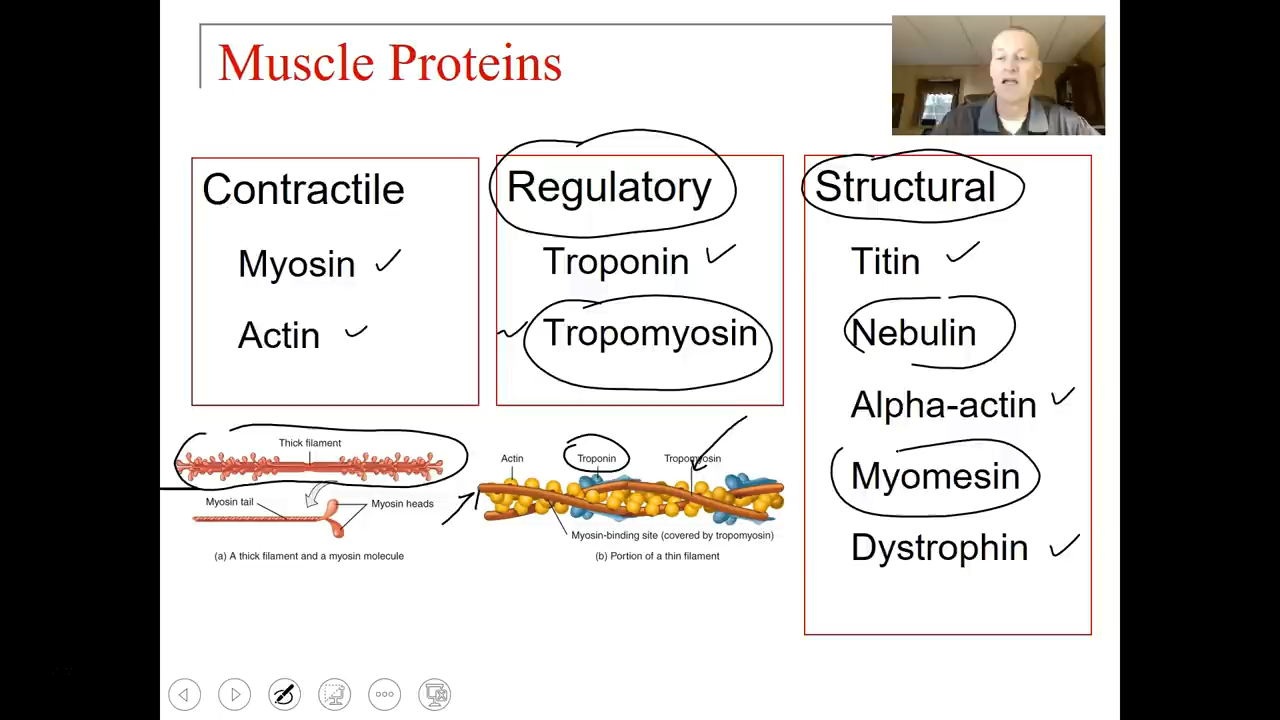 Muscle Proteins
Contractile
Myosin
Actin
Regulatory
Troponin
Tropomyosin
Structural
Titin
Nebulin
Alpha-actin
Myomesin
Dystrophin
Thick filament
Myosin tail
Myosin heads
(a) A thick filament and a myosin molecule
Actin
Troponin
Tropomyosin
Myosin-binding site (covered by tropomyosin)
(b) Portion of a thin filament